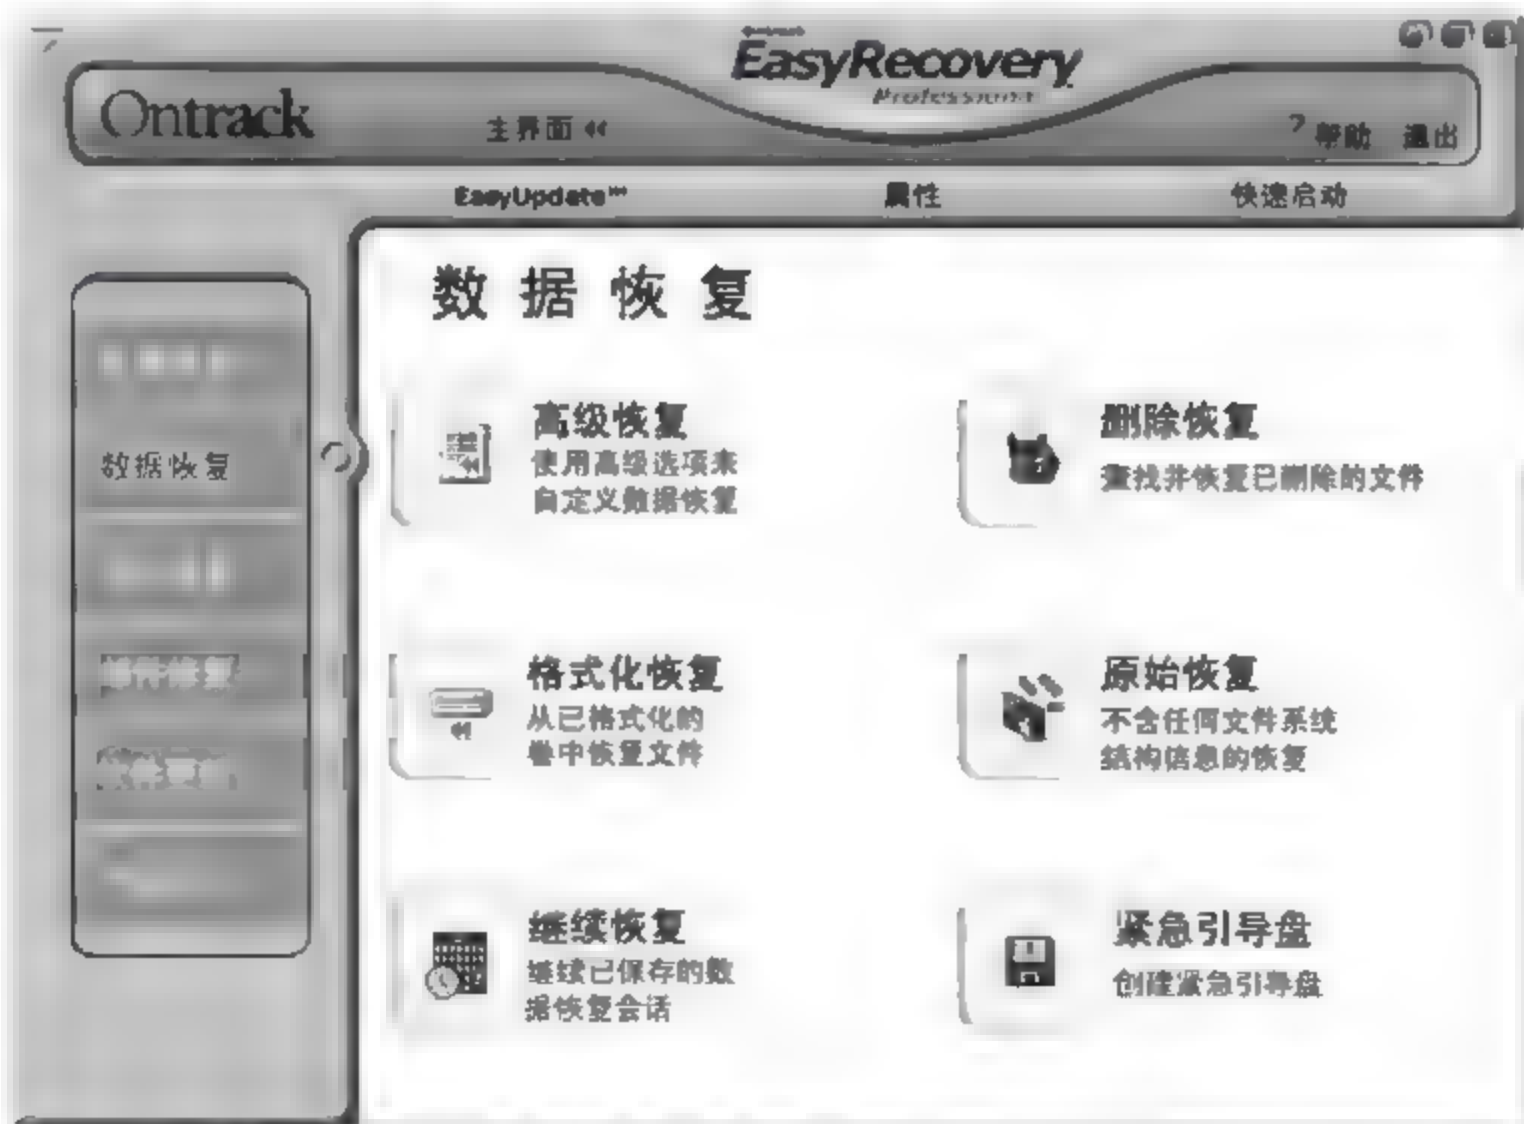 EasyRecovery
Professional
Ontrack
主界面
? 帮助 退出
EasyUpdate™ 属性 快速启动
数据恢复
数据恢复
高级恢复
使用高级选项来
自定义数据恢复
删除恢复
查找并恢复已删除的文件
格式化恢复
从已格式化的
卷中恢复文件
原始恢复
不含任何文件系统
结构信息的恢复
继续恢复
继续已保存的数
据恢复会话
紧急引导盘
创建紧急引导盘